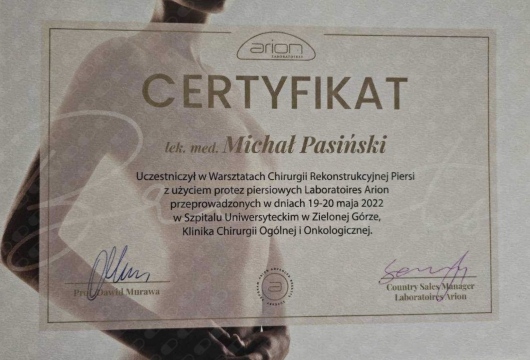 arion
LABORATOIRES
CERTYFIKAT
lek. med. Michał Pasiński
Uczestniczył w Warsztatach Chirurgii Rekonstrukcyjnej Piersi
z użyciem protez piersiowych Laboratoires Arion
przeprowadzonych w dniach 19-20 maja 2022
w Szpitalu Uniwersyteckim w Zielonej Górze,
Klinika Chirurgii Ogólnej i Onkologicznej.
Prof. Dawid Murawa
Country Sales Manager
Laboratoires Arion